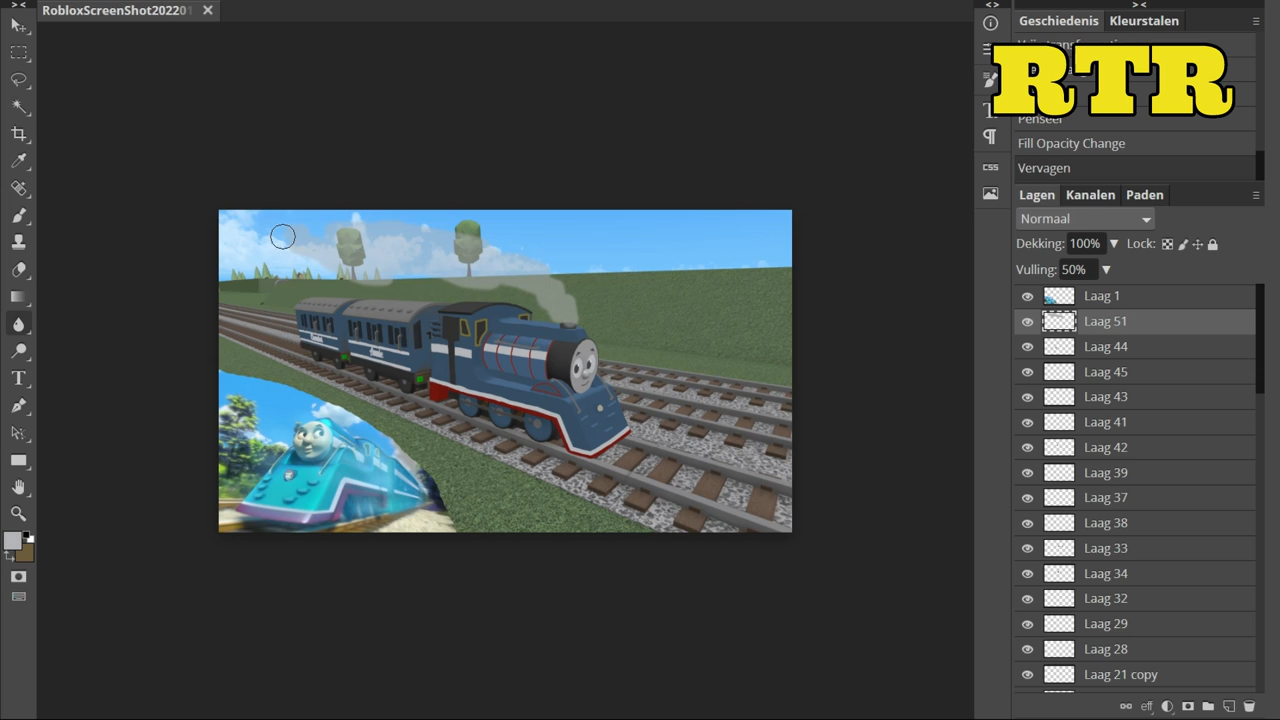 RobloxScreenShot202201
Geschiedenis Kleurstalen
RTR
Penseel
Fill Opacity Change
Vervagen
Lagen Kanalen Paden
Normaal
Dekking: 100% Lock:
Vulling: 50%
Laag 1
Laag 51
Laag 44
Laag 45
Laag 43
Laag 41
Laag 42
Laag 39
Laag 37
Laag 38
Laag 33
Laag 34
Laag 32
Laag 29
Laag 28
Laag 21 copy
CSS
eff